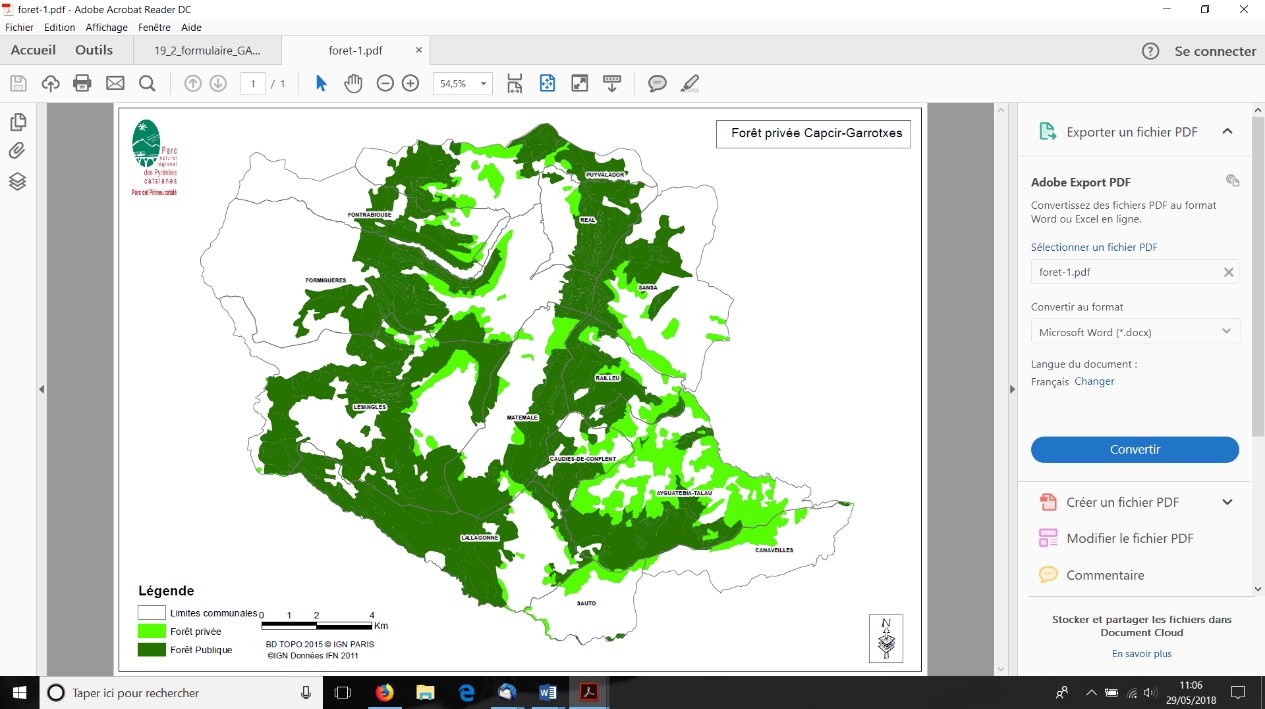 foret-1.pdf - Adobe Acrobat Reader DC
Fichier Edition Affichage Fenêtre Aide
Accueil Outils 19_2_formulaire_GA... foret-1.pdf × ? Se connecter
1 / 1 54,5%
Parc
naturel
régional
des Pyrénées
catalanes
Parc del Pirineu català
Forêt privée Capcir-Garrotxes
PUYVALADOR
FONTRABIOUSE
REAL
FORMIGUERES
SANSA
RAILLEU
LES ANGLES
MATEMALE
CAUDIES-DE-CONFLENT
AYGUATEBIA-TALAU
LA LLAGONNE
CANAVEILLES
SAUTO
Légende
Limites communales
Forêt privée
Forêt Publique
0 1 2 4
Km
BD TOPO 2015 © IGN PARIS
©IGN Données IFN 2011
N
Exporter un fichier PDF
Adobe Export PDF
Convertissez des fichiers PDF au format
Word ou Excel en ligne.
Sélectionner un fichier PDF
foret-1.pdf
Convertir au format
Microsoft Word (*.docx)
Langue du document :
Français Changer
Convertir
Créer un fichier PDF
Modifier le fichier PDF
Commentaire
Stocker et partager les fichiers dans
Document Cloud
En savoir plus
Taper ici pour rechercher
11:06
29/05/2018